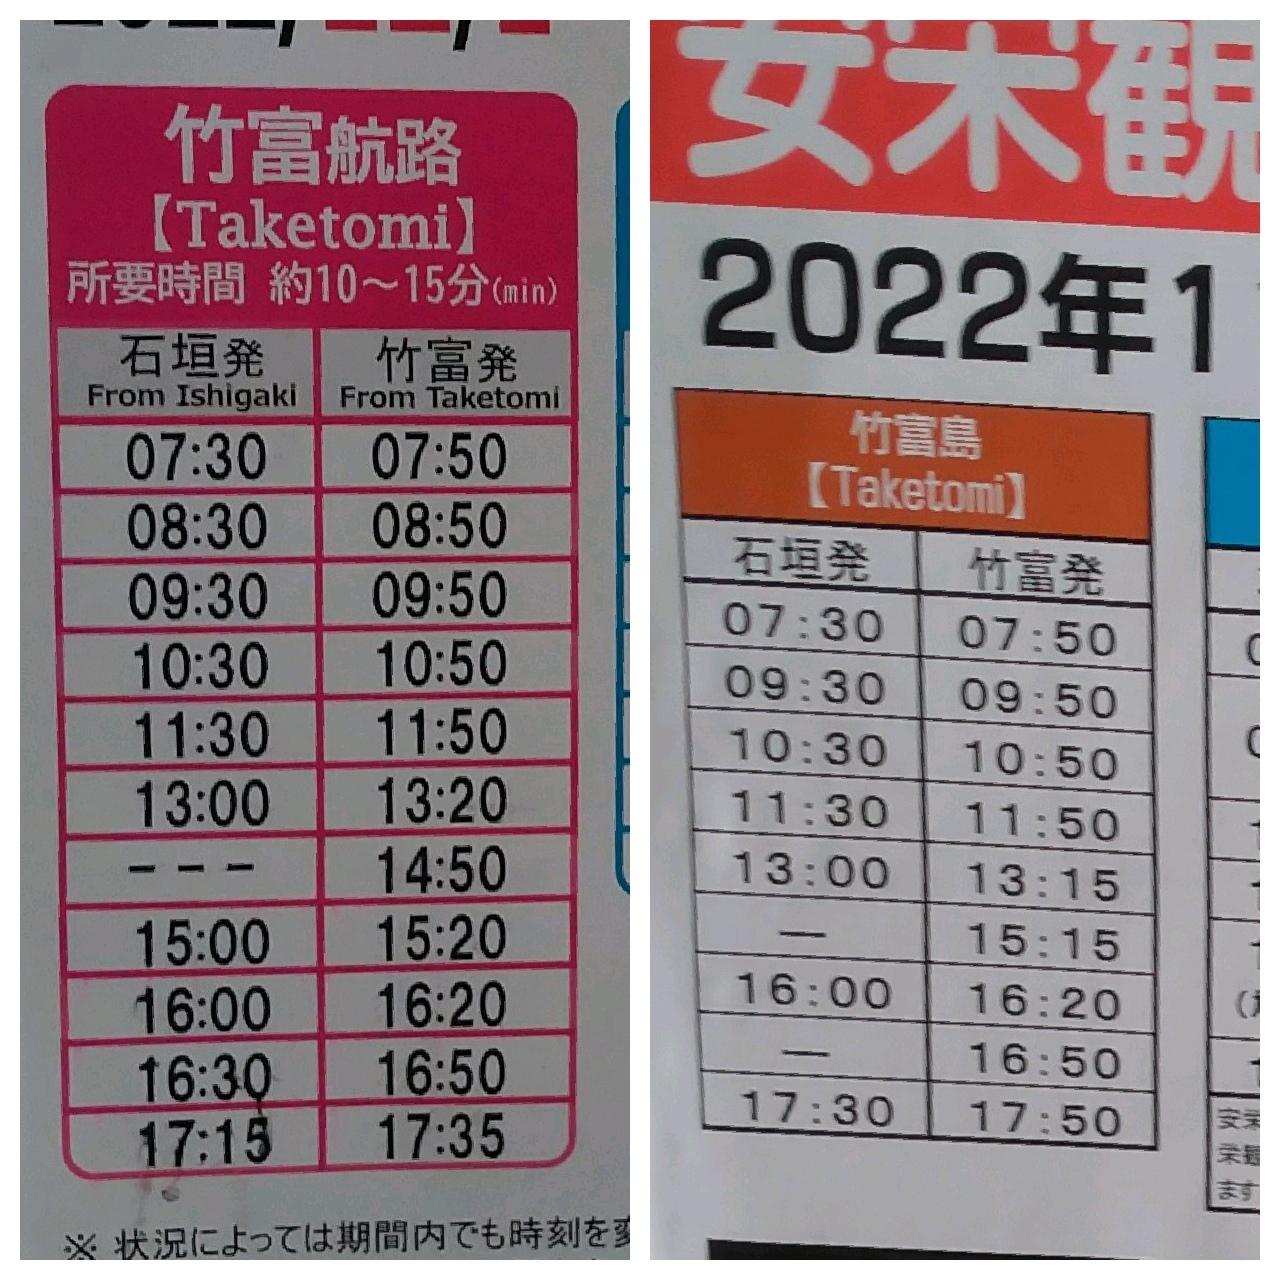 竹富航路
【Taketomi】
所要時間 約10～15分(min)
石垣発 竹富発
From Ishigaki From Taketomi
07:30 07:50
08:30 08:50
09:30 09:50
10:30 10:50
11:30 11:50
13:00 13:20
--- 14:50
15:00 15:20
16:00 16:20
16:30 16:50
17:15 17:35
※ 状況によっては期間内でも時刻を変
安栄観
2022年1
竹富島
【Taketomi】
石垣発 竹富発
07:30 07:50
09:30 09:50
10:30 10:50
11:30 11:50
13:00 13:15
— 15:15
16:00 16:20
— 16:50
17:30 17:50
安栄
栄観
ます